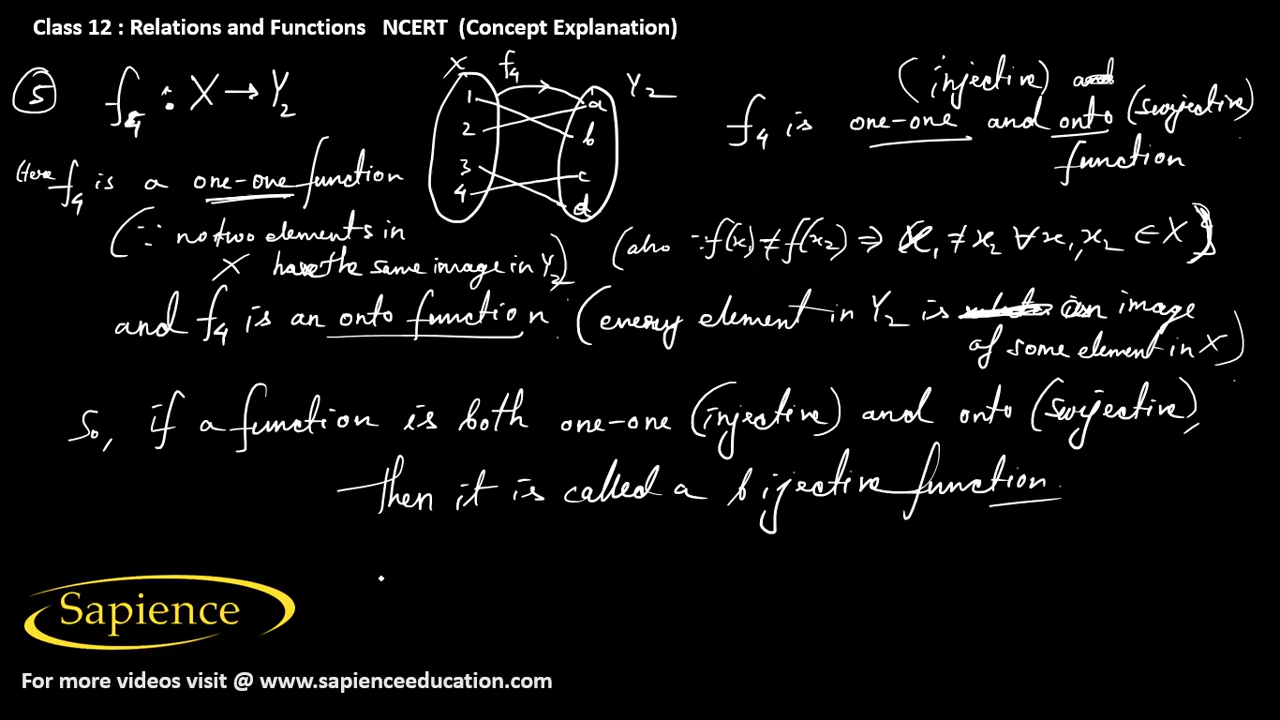 Class 12 : Relations and Functions NCERT (Concept Explanation)
5 f₄ : X → Y₂
X f₄ Y₂
1 a
2 b
3 c
4 d
(injective)
f₄ is one-one and onto (surjective)
function
Here f₄ is a one-one function
(∵ no two elements in
X have the same image in Y₂)
(also ∵ f(x₁) ≠ f(x₂) ⇒ x₁ ≠ x₂ ∀ x₁, x₂ ∈ X)
and f₄ is an onto function. (every element in Y₂ is an image
of some element in X)
So, if a function is both one-one (injective) and onto (surjective),
then it is called a bijective function.
Sapience
For more videos visit @ www.sapienceeducation.com